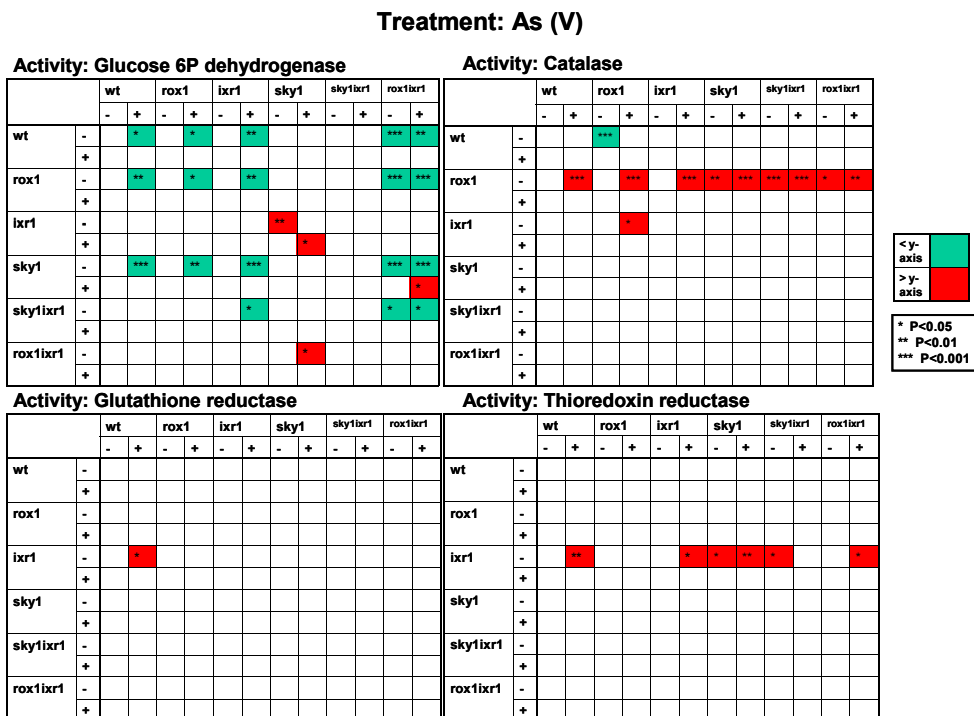 Treatment: As (V)
Activity: Glucose 6P dehydrogenase
wt rox1 ixr1 sky1 sky1ixr1 rox1ixr1
- + - + - + - + - + - +
wt - * * ** *** **
+
rox1 - ** * ** *** ***
+
ixr1 - **
+ *
sky1 - *** ** *** *** ***
+ *
sky1ixr1 - * * *
+
rox1ixr1 - *
+
Activity: Catalase
wt rox1 ixr1 sky1 sky1ixr1 rox1ixr1
- + - + - + - + - + - +
wt - ***
+
rox1 - *** *** *** ** *** *** *** * **
+
ixr1 - *
+
sky1 -
+
sky1ixr1 -
+
rox1ixr1 -
+
< y-
axis
> y-
axis
* P<0.05
** P<0.01
*** P<0.001
Activity: Glutathione reductase
wt rox1 ixr1 sky1 sky1ixr1 rox1ixr1
- + - + - + - + - + - +
wt -
+
rox1 -
+
ixr1 - *
+
sky1 -
+
sky1ixr1 -
+
rox1ixr1 -
+
Activity: Thioredoxin reductase
wt rox1 ixr1 sky1 sky1ixr1 rox1ixr1
- + - + - + - + - + - +
wt -
+
rox1 -
+
ixr1 - ** * * ** * *
+
sky1 -
+
sky1ixr1 -
+
rox1ixr1 -
+